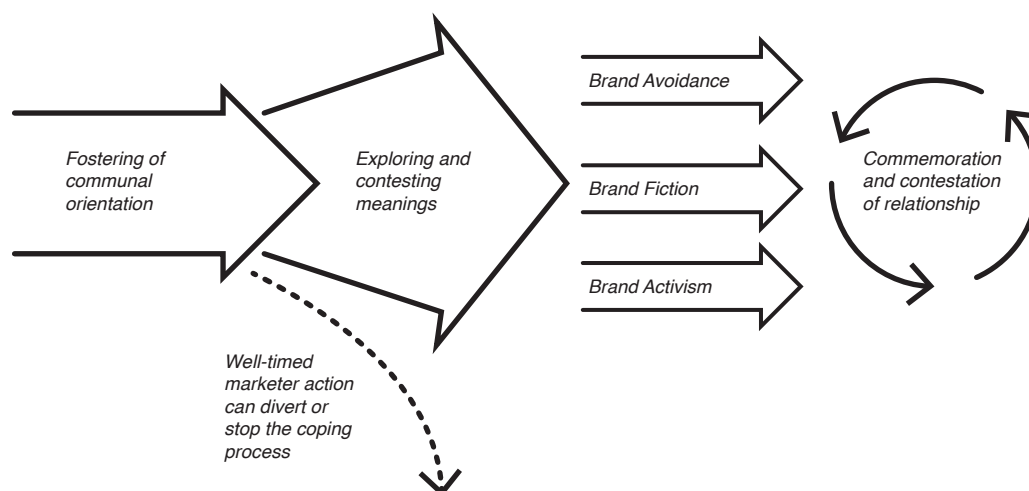 Fostering of
communal
orientation
Exploring and
contesting
meanings
Brand Avoidance
Brand Fiction
Brand Activism
Commemoration
and contestation
of relationship
Well-timed
marketer action
can divert or
stop the coping
process